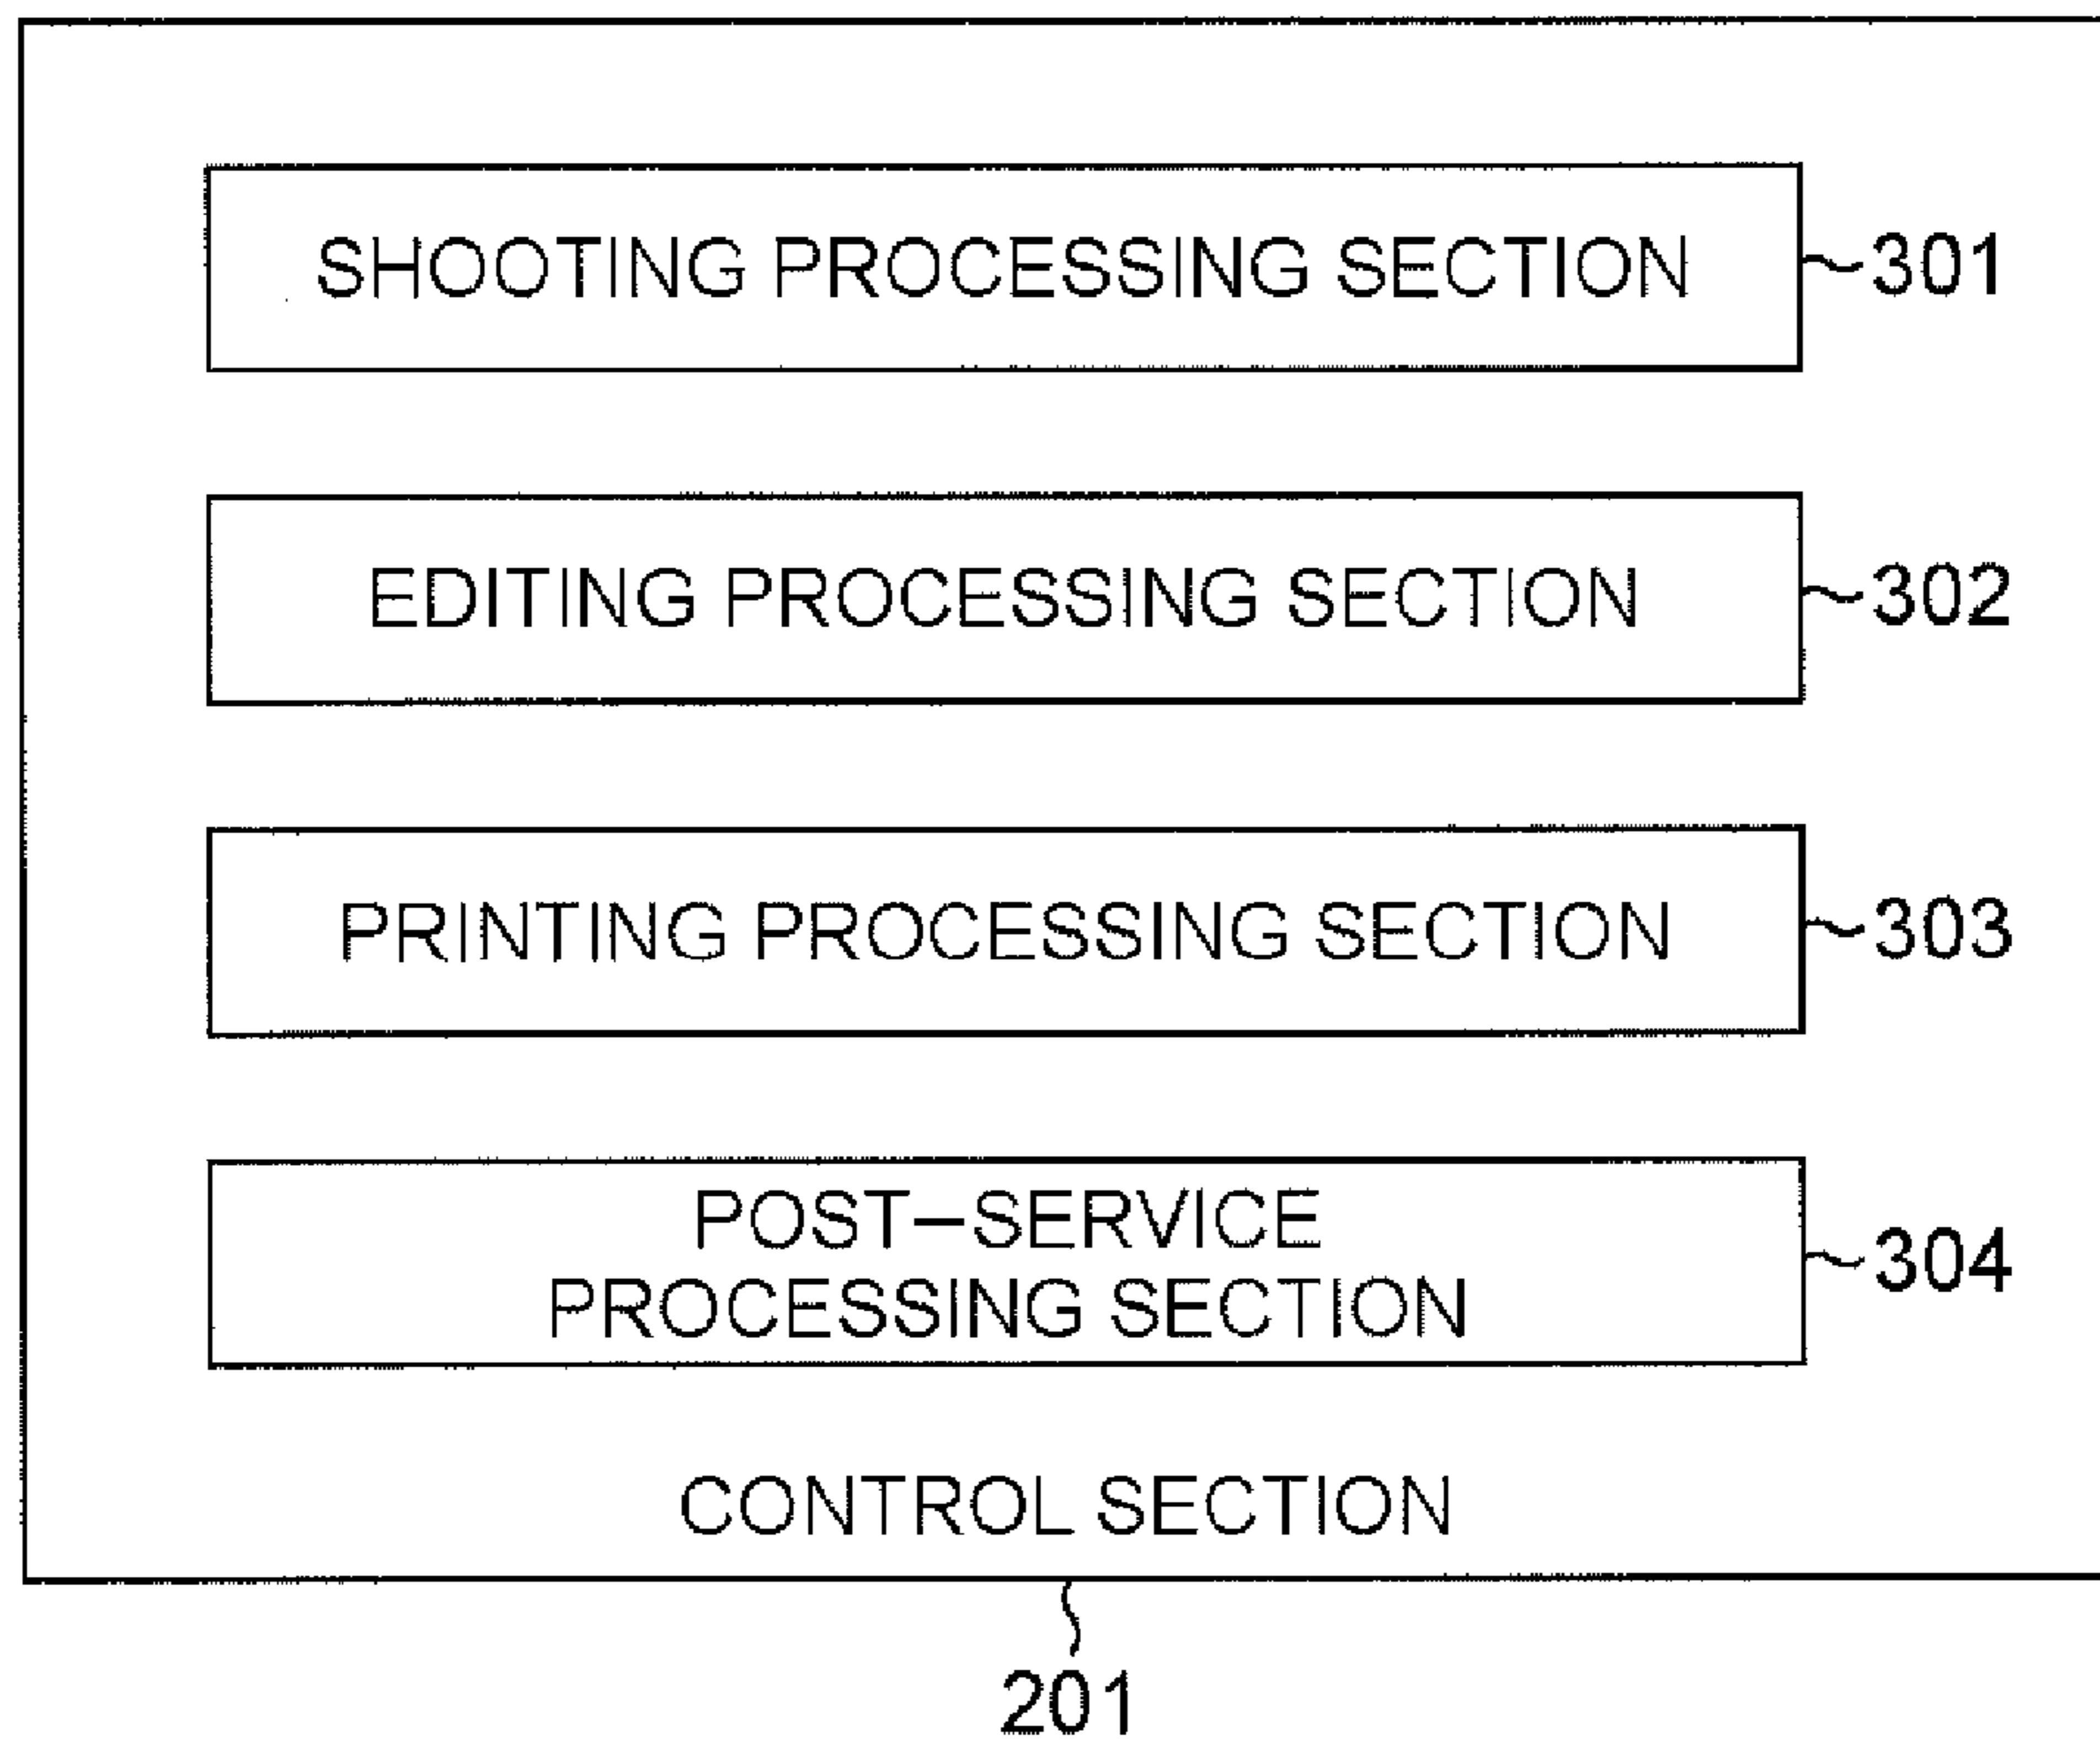 SHOOTING PROCESSING SECTION 301
EDITING PROCESSING SECTION 302
PRINTING PROCESSING SECTION 303
POST-SERVICE
PROCESSING SECTION 304
CONTROL SECTION
201